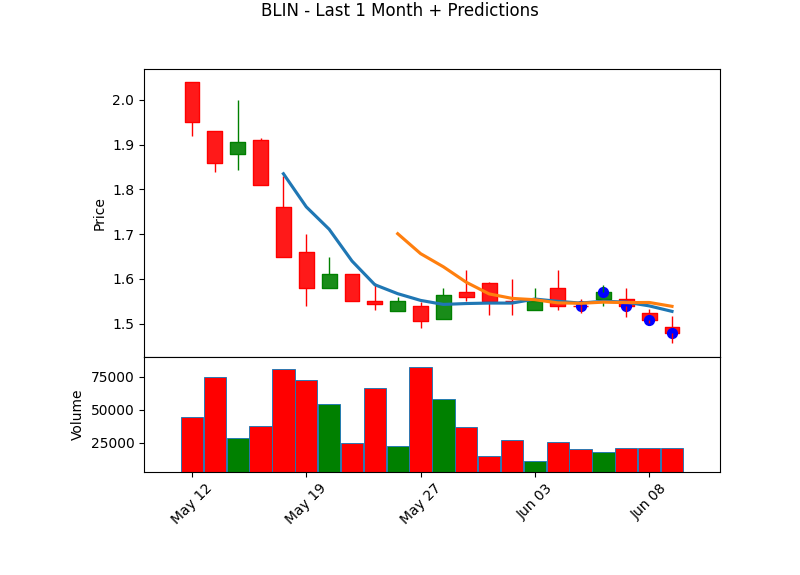 BLIN - Last 1 Month + Predictions
2.0
1.9
1.8
1.7
1.6
1.5
Price
75000
50000
25000
Volume
May 12
May 19
May 27
Jun 03
Jun 08